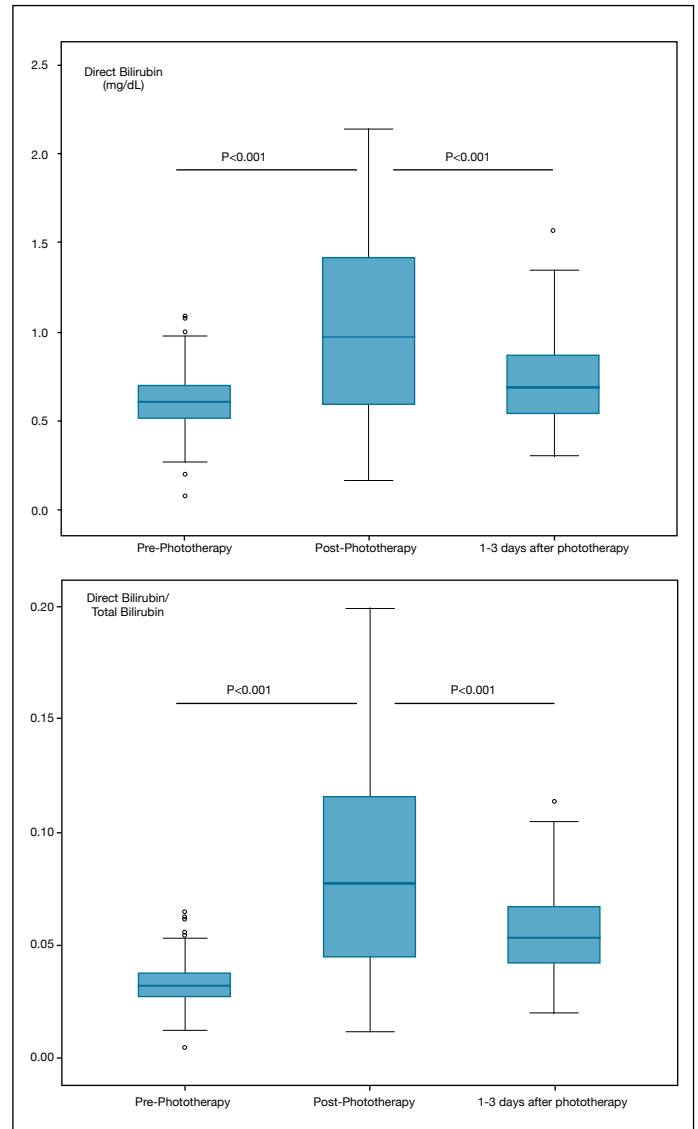 Direct Bilirubin
(mg/dL)
2.5
2.0
1.5
1.0
0.5
0.0
P<0.001
P<0.001
Pre-Phototherapy
Post-Phototherapy
1-3 days after phototherapy
Direct Bilirubin/
Total Bilirubin
0.20
0.15
0.10
0.05
0.00
P<0.001
P<0.001
Pre-Phototherapy
Post-Phototherapy
1-3 days after phototherapy